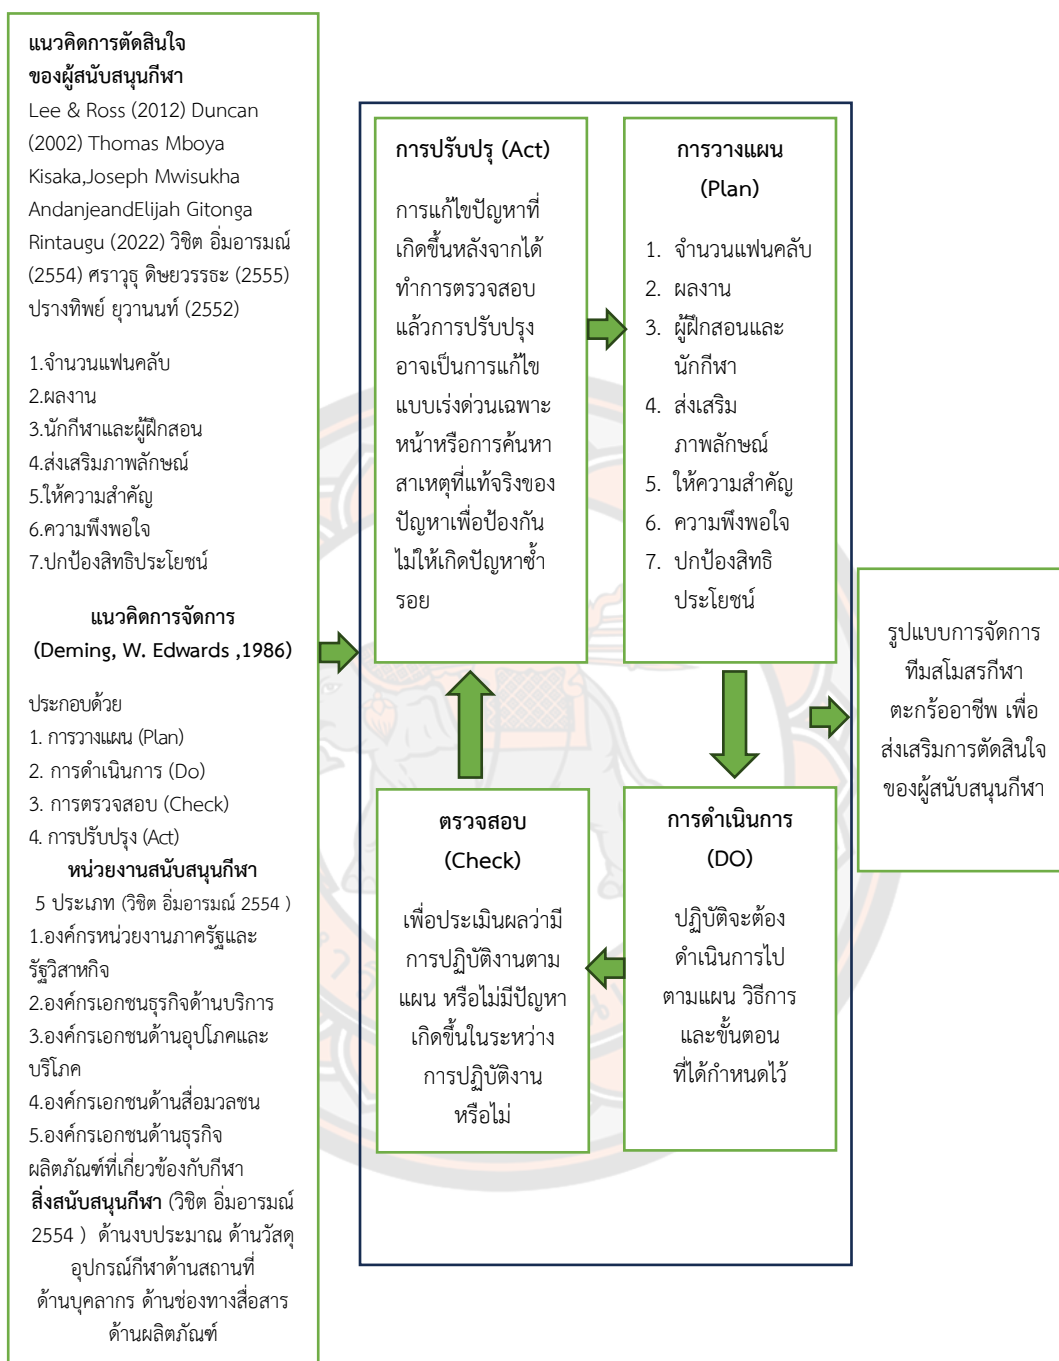 แนวคิดการตัดสินใจ
ของผู้สนับสนุนกีฬา
Lee & Ross (2012) Duncan
(2002) Thomas Mboya
Kisaka,Joseph Mwisukha
AndanjeandElijah Gitonga
Rintaugu (2022) วิชิต อิ่มอารมณ์
(2554) ศราวุธุ ดิษยวรรธะ (2555)
ปรางทิพย์ ยุวานนท์ (2552)
1.จำนวนแฟนคลับ
2.ผลงาน
3.นักกีฬาและผู้ฝึกสอน
4.ส่งเสริมภาพลักษณ์
5.ให้ความสำคัญ
6.ความพึงพอใจ
7.ปกป้องสิทธิประโยชน์
แนวคิดการจัดการ
(Deming, W. Edwards ,1986)
ประกอบด้วย
1. การวางแผน (Plan)
2. การดำเนินการ (Do)
3. การตรวจสอบ (Check)
4. การปรับปรุง (Act)
หน่วยงานสนับสนุนกีฬา
5 ประเภท (วิชิต อิ่มอารมณ์ 2554 )
1.องค์กรหน่วยงานภาครัฐและ
รัฐวิสาหกิจ
2.องค์กรเอกชนธุรกิจด้านบริการ
3.องค์กรเอกชนด้านอุปโภคและ
บริโภค
4.องค์กรเอกชนด้านสื่อมวลชน
5.องค์กรเอกชนด้านธุรกิจ
ผลิตภัณฑ์ที่เกี่ยวข้องกับกีฬา
สิ่งสนับสนุนกีฬา (วิชิต อิ่มอารมณ์
2554 ) ด้านงบประมาณ ด้านวัสดุ
อุปกรณ์กีฬาด้านสถานที่
ด้านบุคลากร ด้านช่องทางสื่อสาร
ด้านผลิตภัณฑ์
การปรับปรุ (Act)
การแก้ไขปัญหาที่
เกิดขึ้นหลังจากได้
ทำการตรวจสอบ
แล้วการปรับปรุง
อาจเป็นการแก้ไข
แบบเร่งด่วนเฉพาะ
หน้าหรือการค้นหา
สาเหตุที่แท้จริงของ
ปัญหาเพื่อป้องกัน
ไม่ให้เกิดปัญหาซ้ำ
รอย
การวางแผน
(Plan)
1. จำนวนแฟนคลับ
2. ผลงาน
3. ผู้ฝึกสอนและ
นักกีฬา
4. ส่งเสริม
ภาพลักษณ์
5. ให้ความสำคัญ
6. ความพึงพอใจ
7. ปกป้องสิทธิ
ประโยชน์
ตรวจสอบ
(Check)
เพื่อประเมินผลว่ามี
การปฏิบัติงานตาม
แผน หรือไม่มีปัญหา
เกิดขึ้นในระหว่าง
การปฏิบัติงาน
หรือไม่
การดำเนินการ
(DO)
ปฏิบัติจะต้อง
ดำเนินการไป
ตามแผน วิธีการ
และขั้นตอน
ที่ได้กำหนดไว้
รูปแบบการจัดการ
ทีมสโมสรกีฬา
ตะกร้ออาชีพ เพื่อ
ส่งเสริมการตัดสินใจ
ของผู้สนับสนุนกีฬา